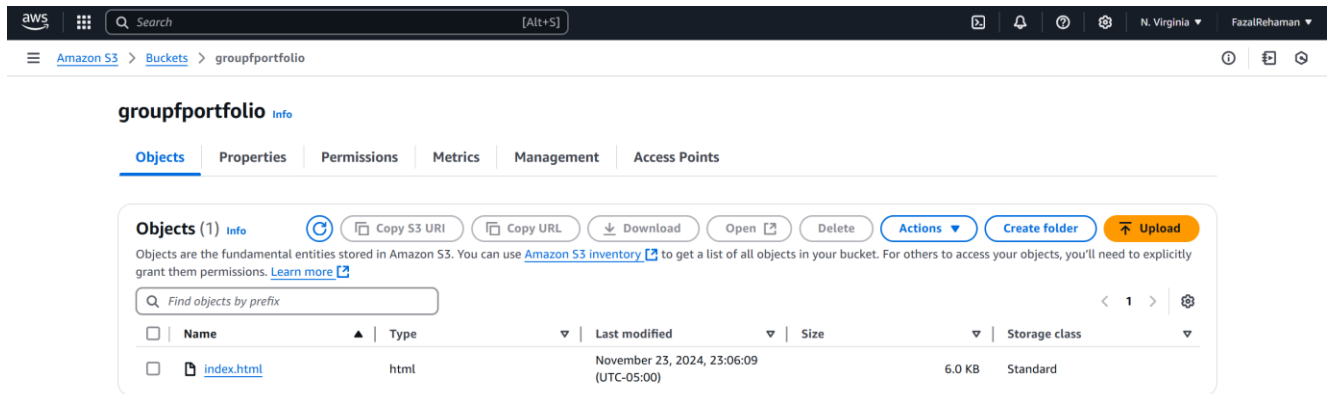 aws Search [Alt+S] N. Virginia ▼ FazalRehaman ▼
Amazon S3 > Buckets > groupfportfolio
groupfportfolio Info
Objects Properties Permissions Metrics Management Access Points
Objects (1) Info Copy S3 URI Copy URL Download Open Delete Actions ▼ Create folder Upload
Objects are the fundamental entities stored in Amazon S3. You can use Amazon S3 inventory to get a list of all objects in your bucket. For others to access your objects, you'll need to explicitly
grant them permissions. Learn more
Find objects by prefix < 1 >
Name ▲ Type Last modified Size Storage class
index.html html November 23, 2024, 23:06:09 6.0 KB Standard
(UTC-05:00)